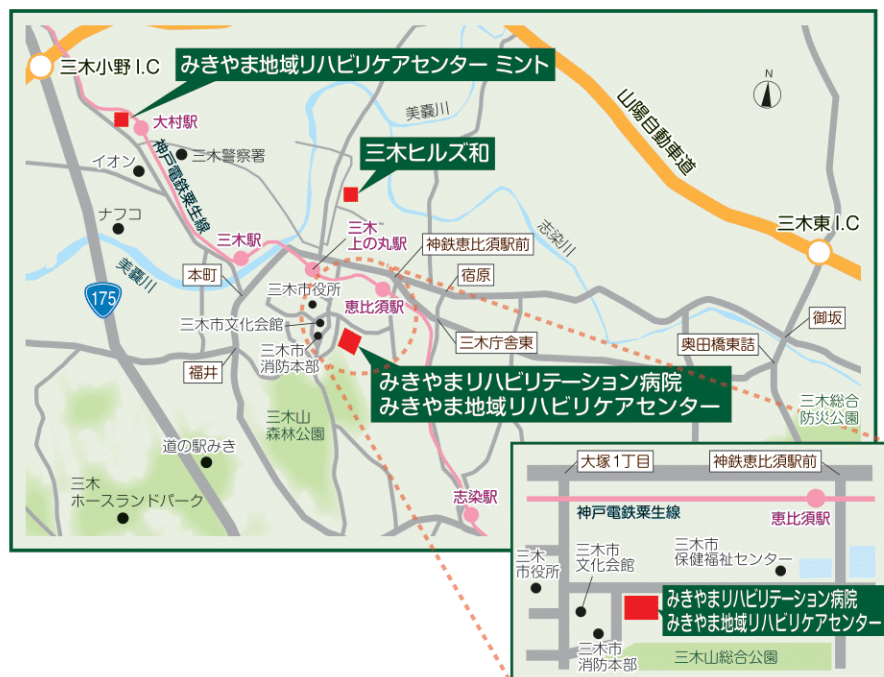 三木小野I.C
みきやま地域リハビリケアセンター ミント
N
大村駅
美嚢川
山陽自動車道
神戸電鉄粟生線
三木警察署
イオン
三木ヒルズ和
ナフコ
三木駅
三木
上の丸駅
神鉄恵比須駅前
志染川
三木東I.C
美嚢川
本町
宿原
175
三木市役所
恵比須駅
三木市文化会館
三木市
消防本部
三木庁舎東
御坂
奥田橋東詰
福井
みきやまリハビリテーション病院
みきやま地域リハビリケアセンター
三木山
森林公園
三木総合
防災公園
道の駅みき
三木
ホースランドパーク
志染駅
大塚1丁目
神鉄恵比須駅前
神戸電鉄粟生線
恵比須駅
三木
市役所
三木市
文化会館
三木市
保健福祉センター
みきやまリハビリテーション病院
みきやま地域リハビリケアセンター
三木市
消防本部
三木山総合公園